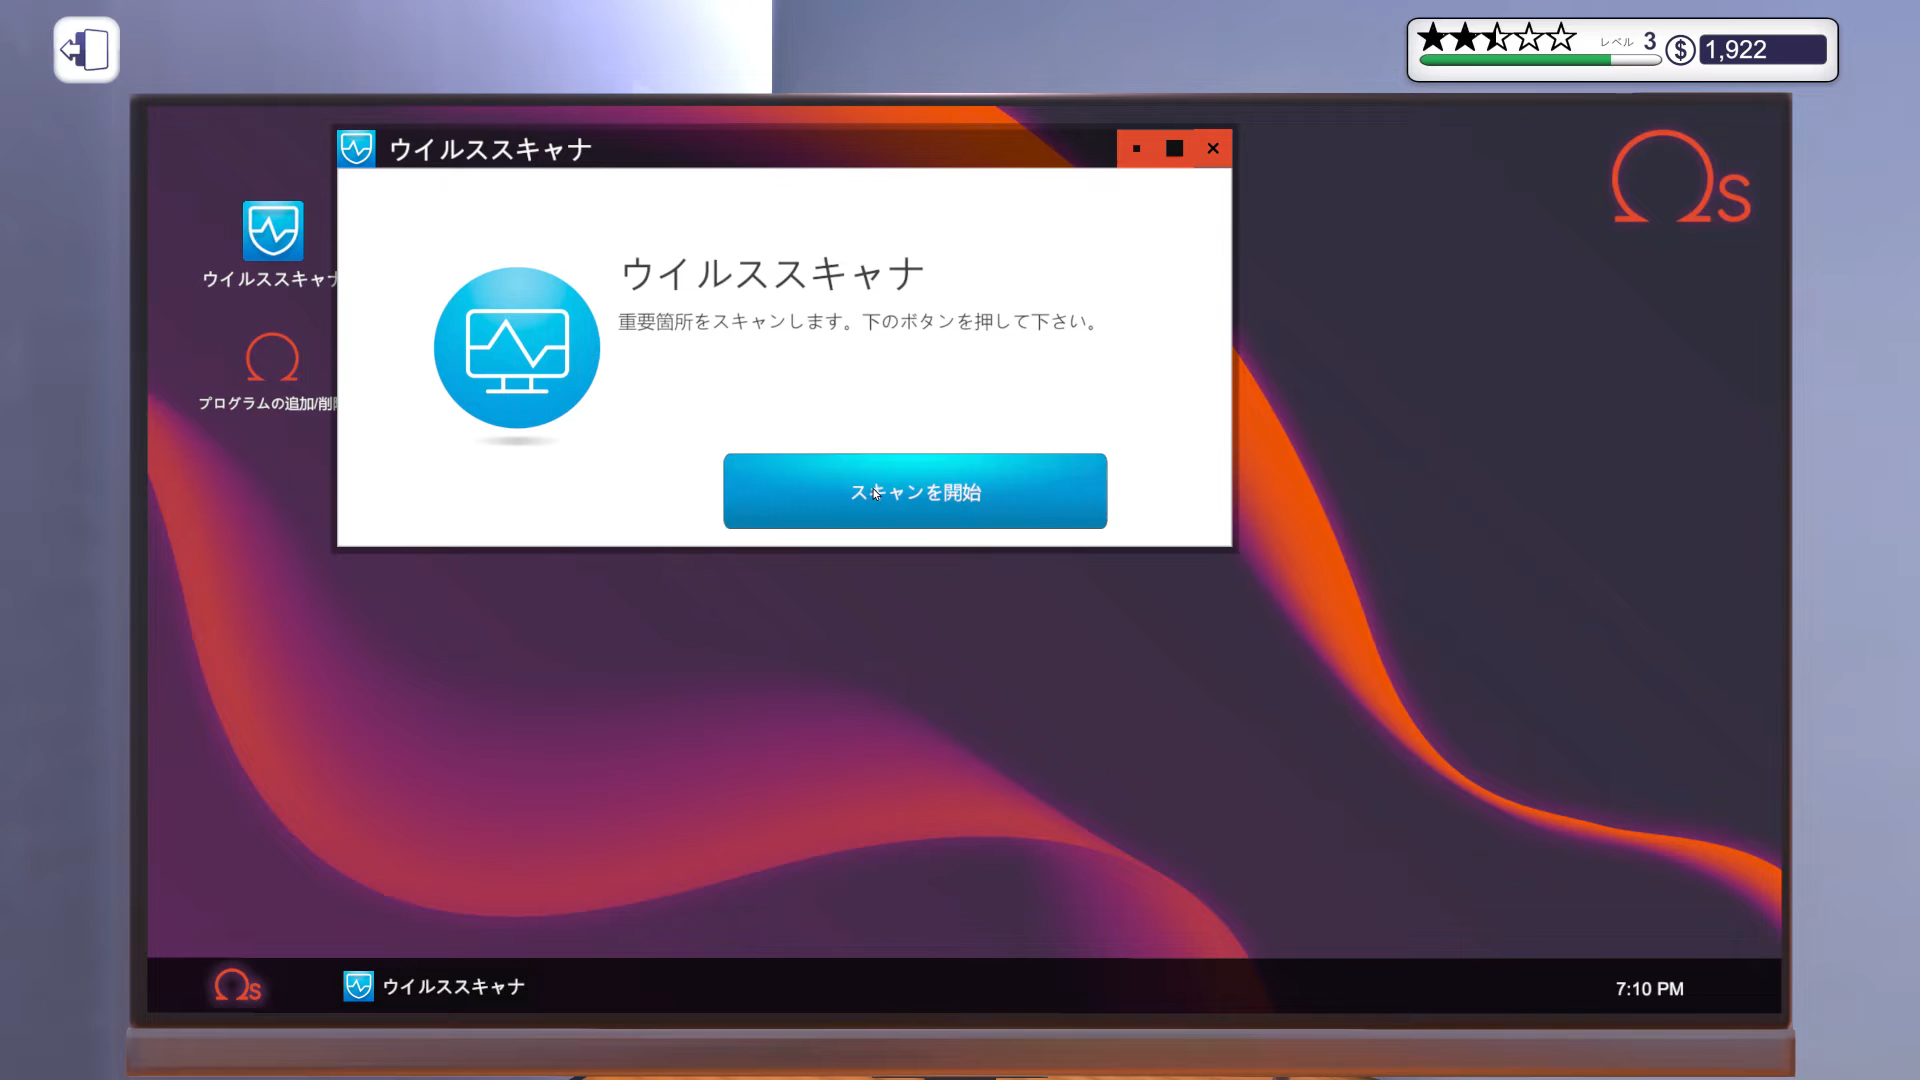 レベル 3
$ 1,922
ウイルススキャナ
Ωs
ウイルススキャナ
プログラムの追加/削
ウイルススキャナ
重要箇所をスキャンします。下のボタンを押して下さい。
スキャンを開始
Ωs
ウイルススキャナ
7:10 PM